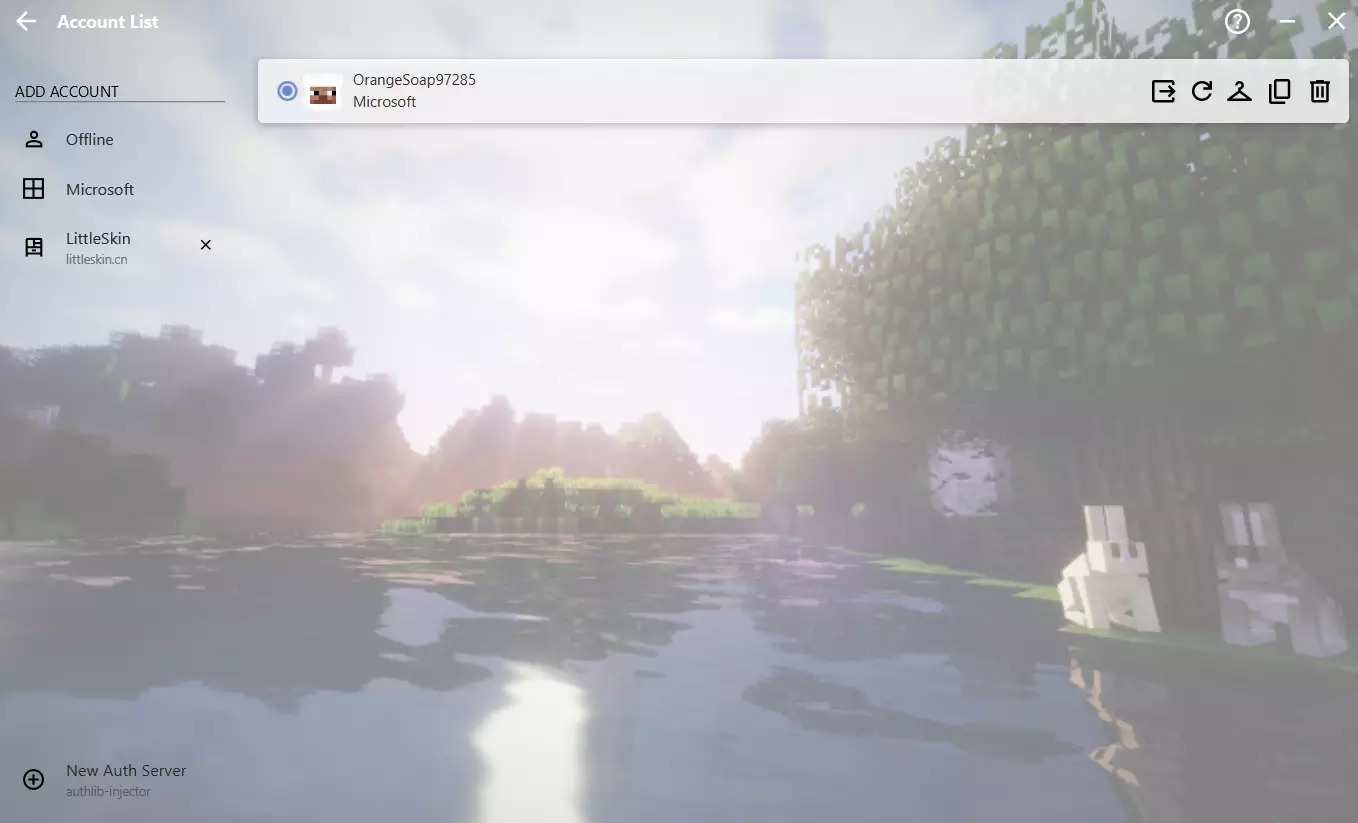 Account List
ADD ACCOUNT
Offline
Microsoft
LittleSkin
littleskin.cn
OrangeSoap97285
Microsoft
New Auth Server
authlib-injector